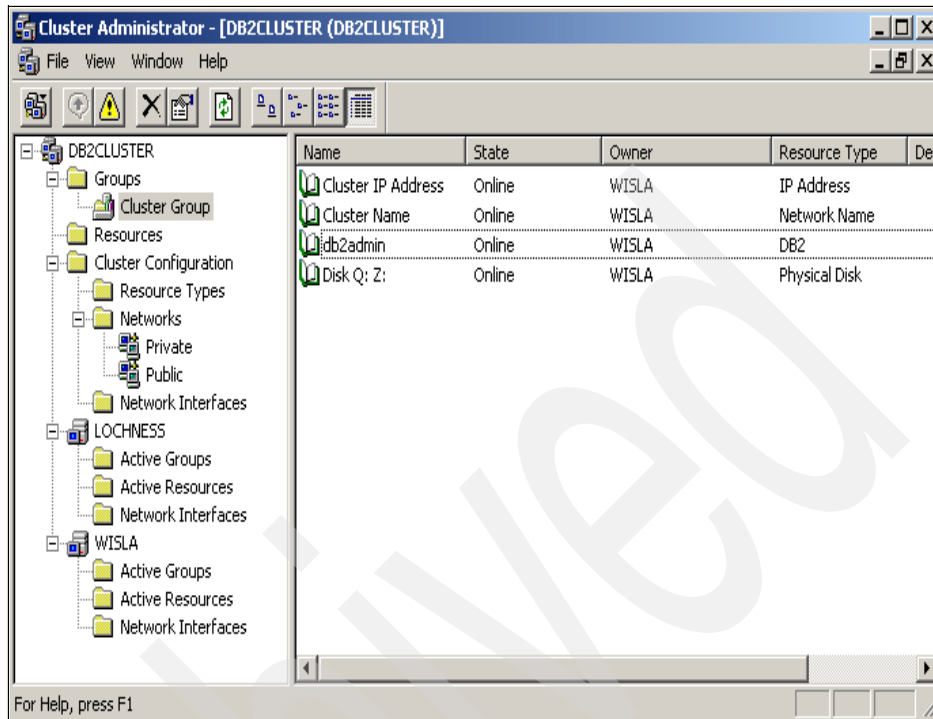 Cluster Administrator - [DB2CLUSTER (DB2CLUSTER)]
File View Window Help
DB2CLUSTER
Groups
Cluster Group
Resources
Cluster Configuration
Resource Types
Networks
Private
Public
Network Interfaces
LOCHNESS
Active Groups
Active Resources
Network Interfaces
WISLA
Active Groups
Active Resources
Network Interfaces
Name State Owner Resource Type De
Cluster IP Address Online WISLA IP Address
Cluster Name Online WISLA Network Name
db2admin Online WISLA DB2
Disk Q: Z: Online WISLA Physical Disk
For Help, press F1